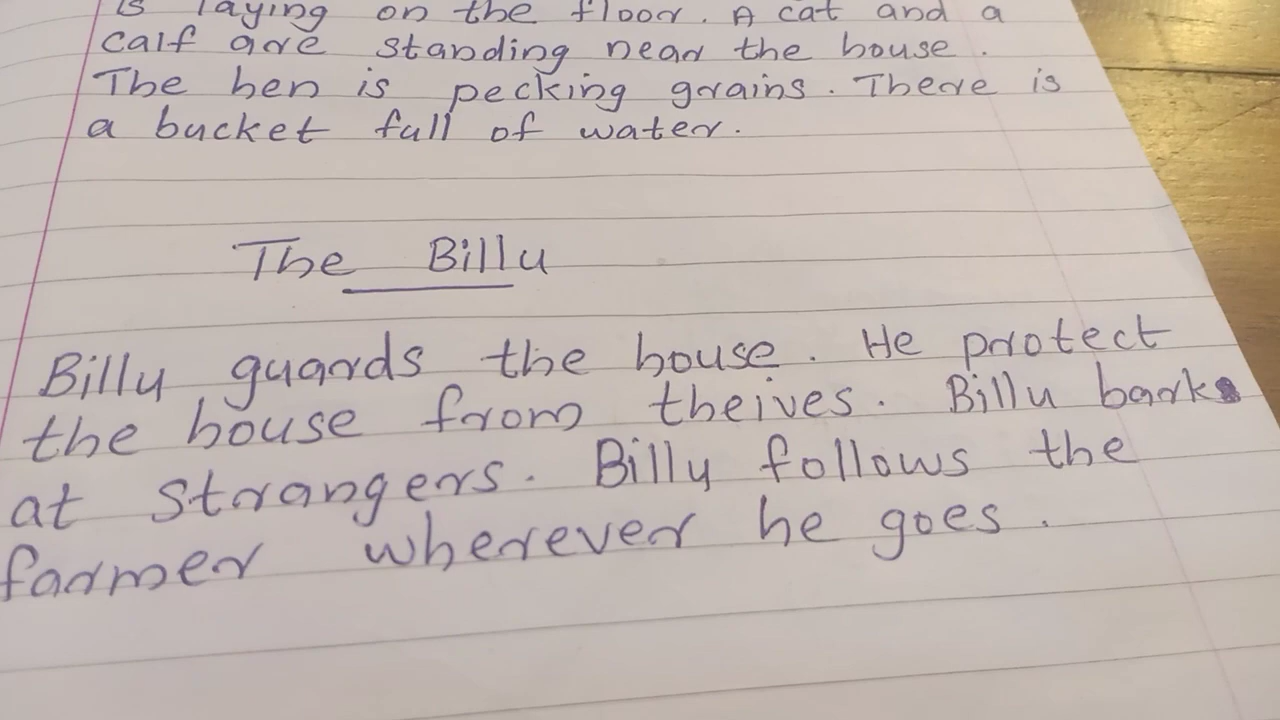 is laying on the floor. A cat and a
calf are standing near the house.
The hen is pecking grains. There is
a bucket full of water.
The Billu
Billu guards the house. He protect
the house from theives. Billu barks
at strangers. Billy follows the
farmer wherever he goes.